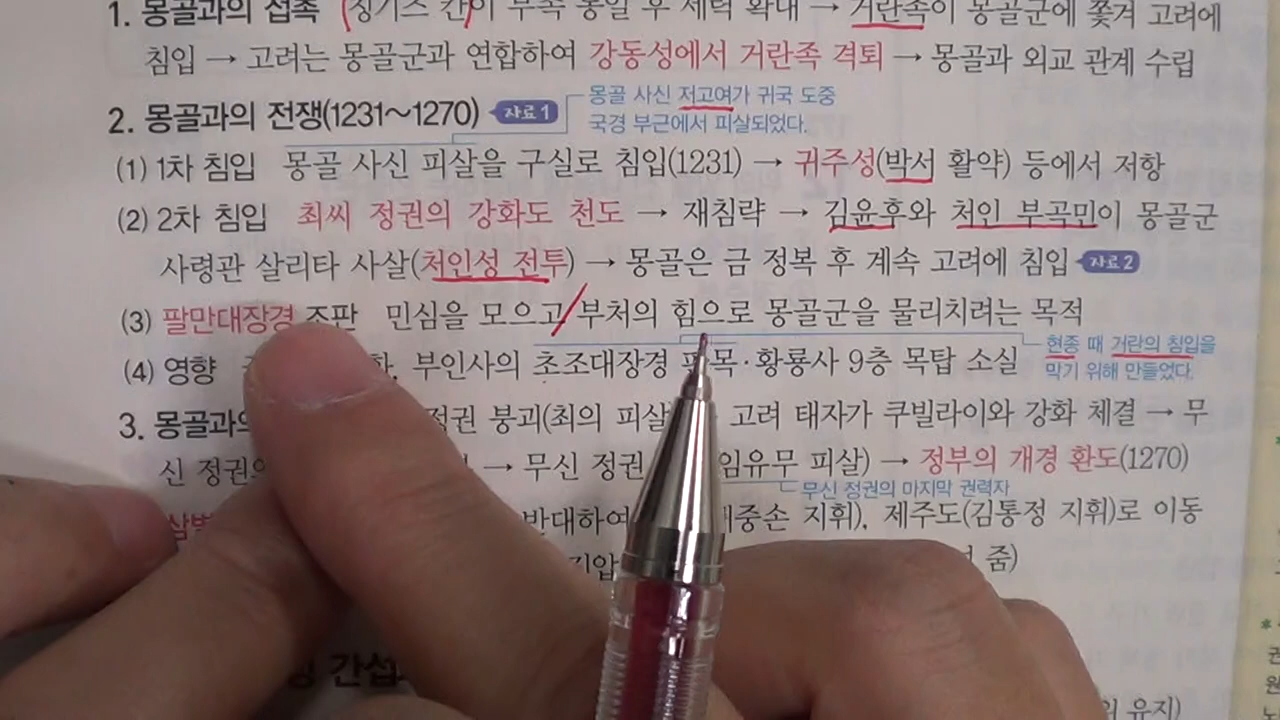 1. 몽골과의 접촉 (칭기즈 칸)이 부족 통일 후 세력 확대 → 거란족이 몽골군에 쫓겨 고려에
침입 → 고려는 몽골군과 연합하여 강동성에서 거란족 격퇴 → 몽골과 외교 관계 수립
2. 몽골과의 전쟁(1231~1270) 자료1
몽골 사신 저고여가 귀국 도중
국경 부근에서 피살되었다.
(1) 1차 침입 몽골 사신 피살을 구실로 침입(1231) → 귀주성(박서 활약) 등에서 저항
(2) 2차 침입 최씨 정권의 강화도 천도 → 재침략 → 김윤후와 처인 부곡민이 몽골군
사령관 살리타 사살(처인성 전투) → 몽골은 금 정복 후 계속 고려에 침입 자료2
(3) 팔만대장경 조판 민심을 모으고/부처의 힘으로 몽골군을 물리치려는 목적
현종 때 거란의 침입을
막기 위해 만들었다.
(4) 영향 부인사의 초조대장경 판목·황룡사 9층 목탑 소실
3. 몽골과의 정권 붕괴(최의 피살 고려 태자가 쿠빌라이와 강화 체결 → 무
신 정권의 → 무신 정권 임유무 피살) → 정부의 개경 환도(1270)
무신 정권의 마지막 권력자
반대하여 배중손 지휘), 제주도(김통정 지휘)로 이동
진압 줌)
간섭
유지)